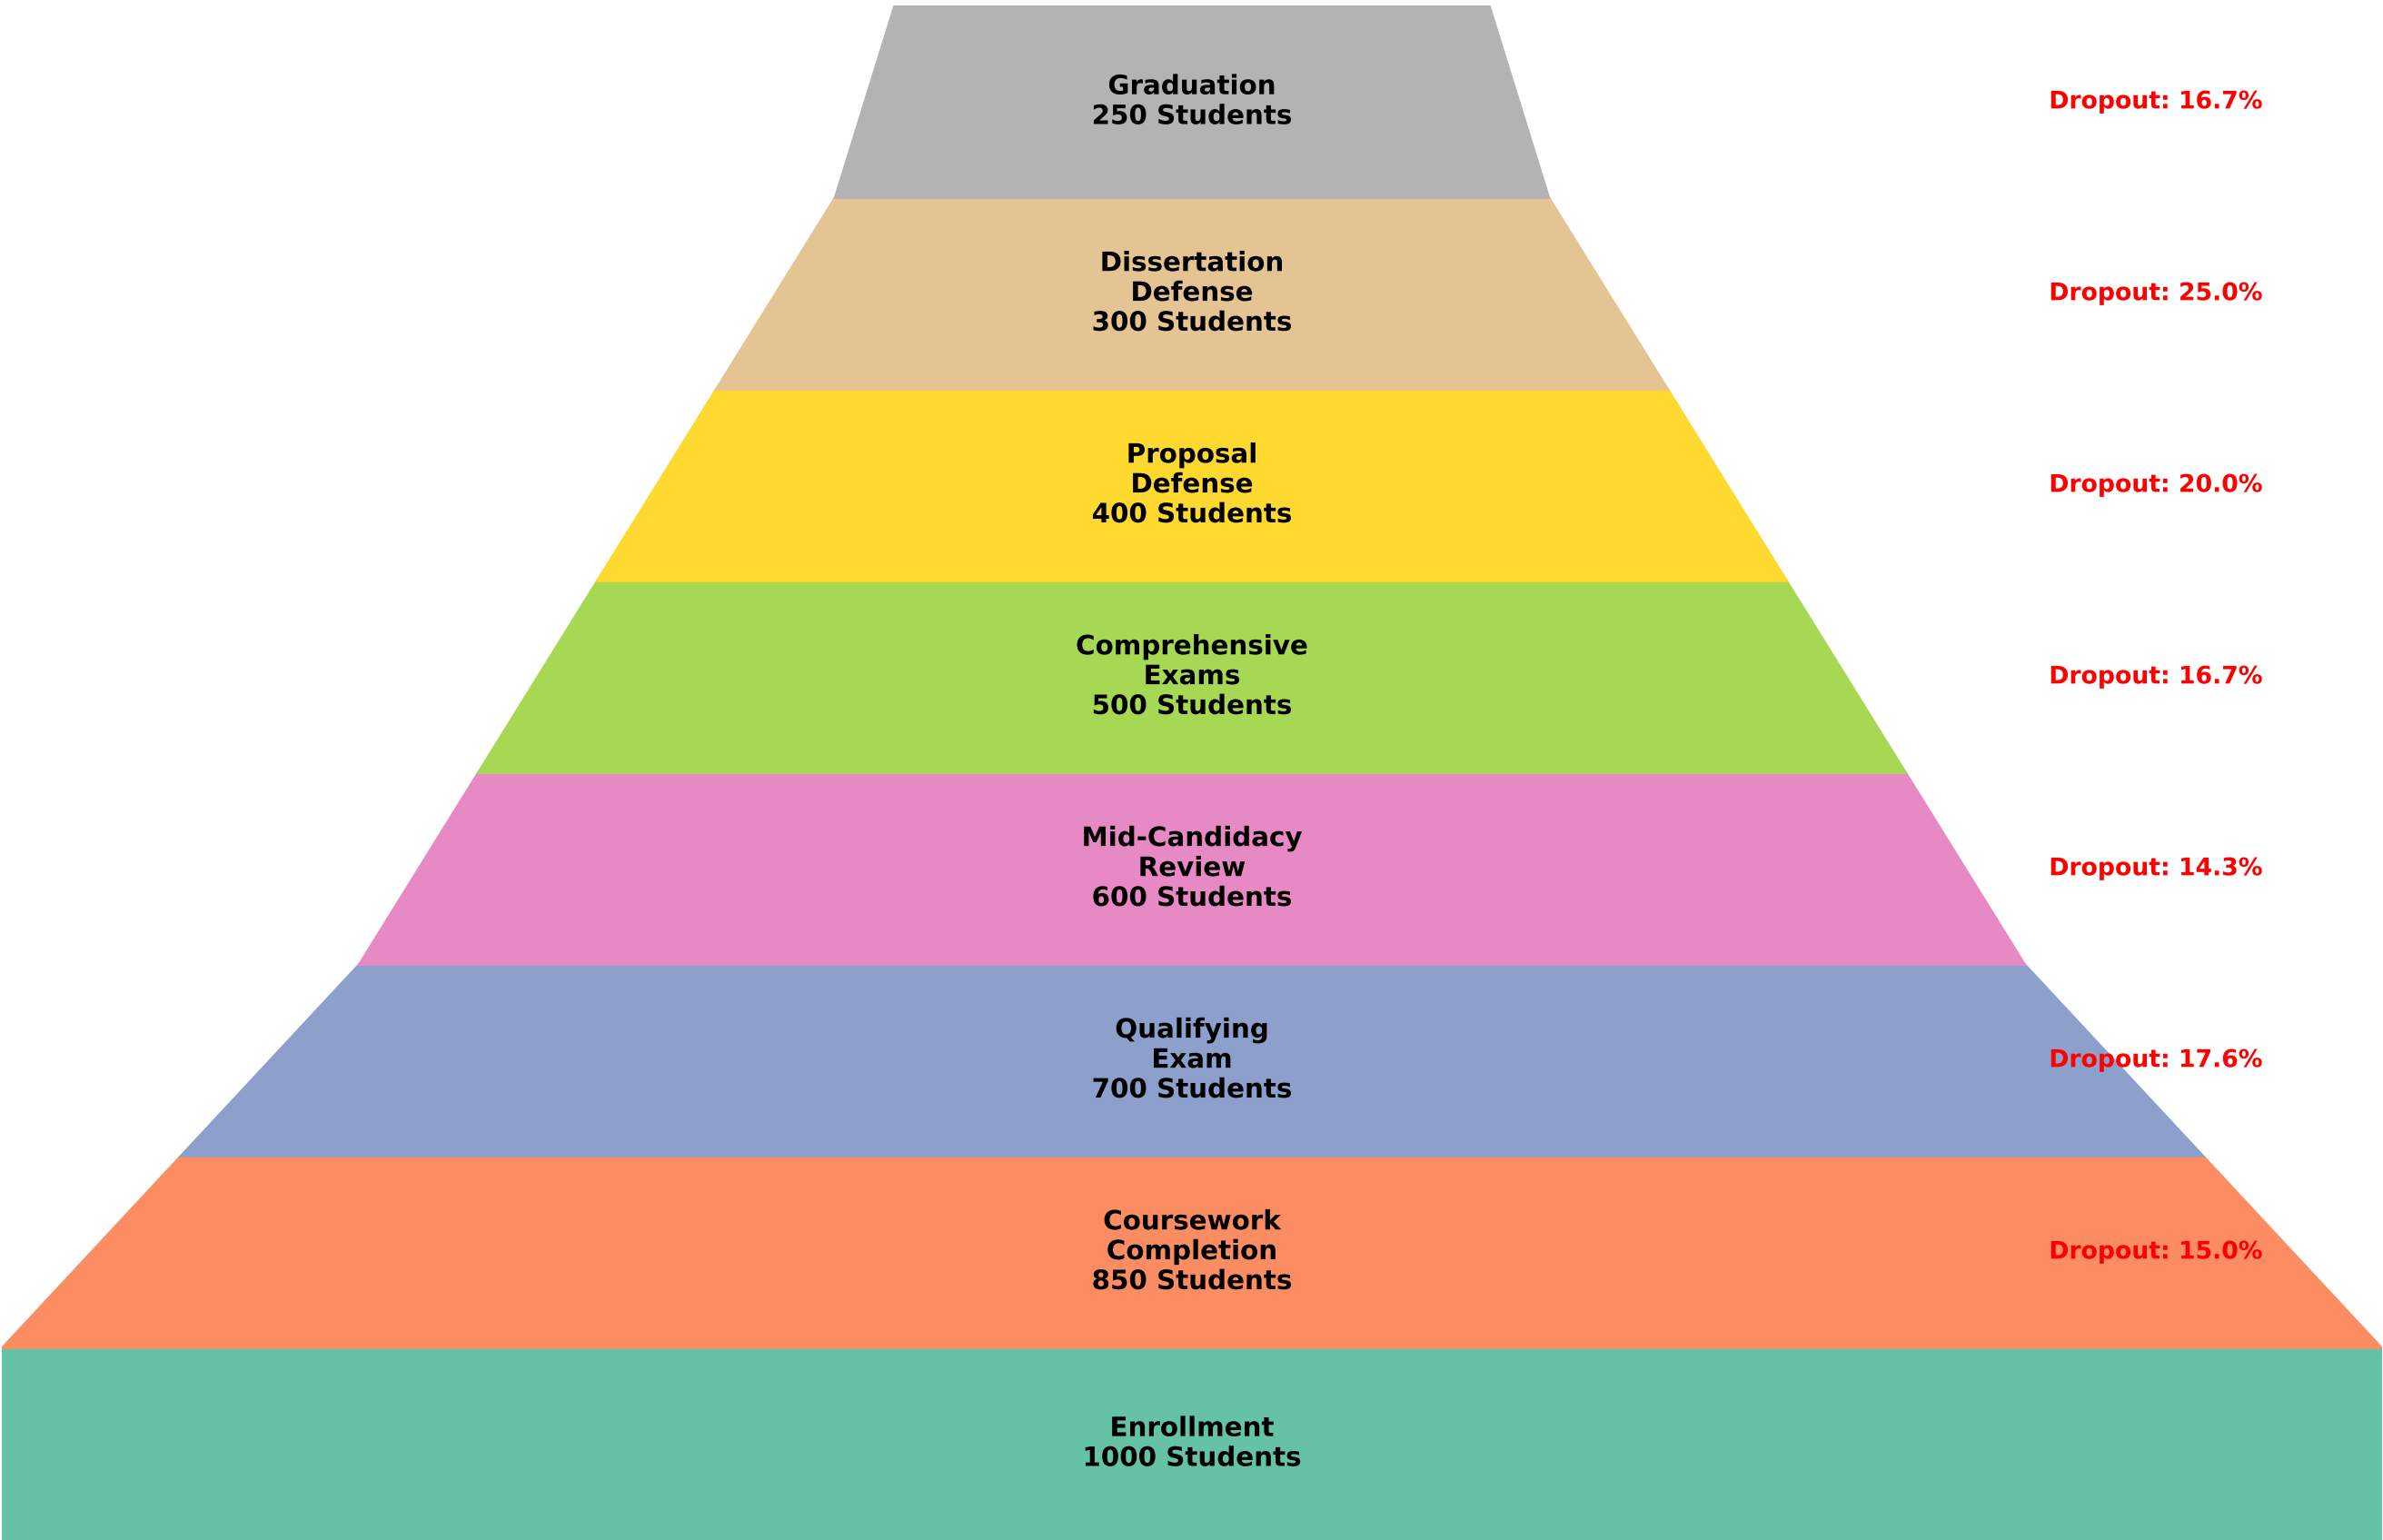 Graduation
250 Students
Dropout: 16.7%
Dissertation
Defense
300 Students
Dropout: 25.0%
Proposal
Defense
400 Students
Dropout: 20.0%
Comprehensive
Exams
500 Students
Dropout: 16.7%
Mid-Candidacy
Review
600 Students
Dropout: 14.3%
Qualifying
Exam
700 Students
Dropout: 17.6%
Coursework
Completion
850 Students
Dropout: 15.0%
Enrollment
1000 Students